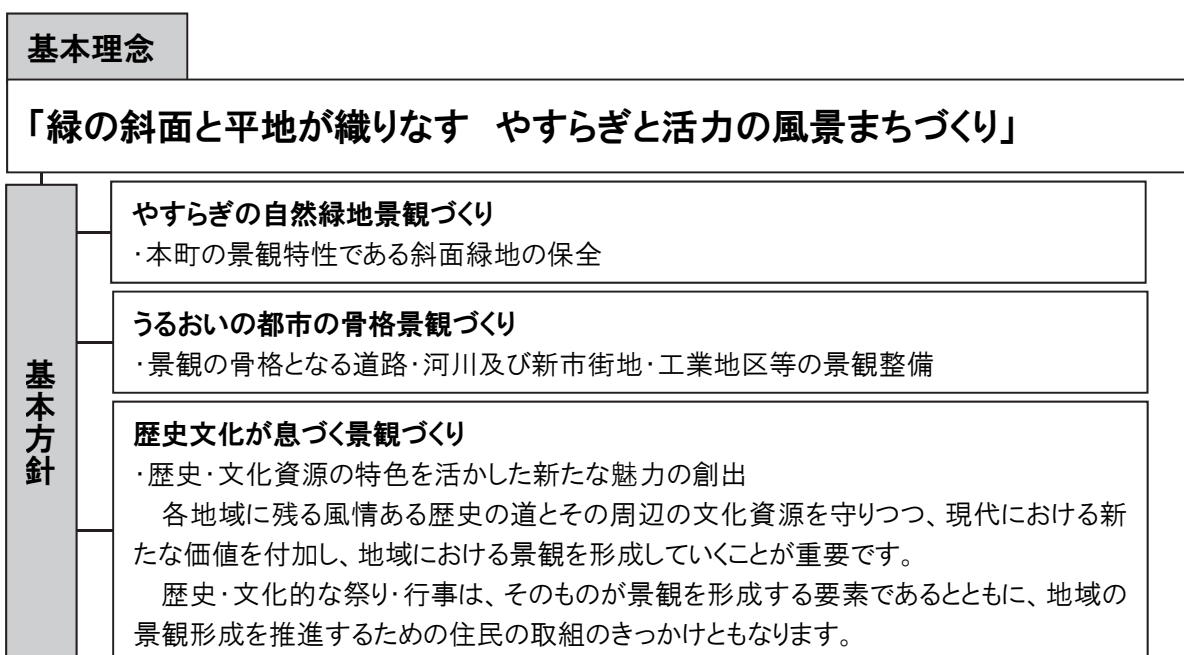 基本理念
「緑の斜面と平地が織りなす　やすらぎと活力の風景まちづくり」
基本方針
やすらぎの自然緑地景観づくり
・本町の景観特性である斜面緑地の保全
うるおいの都市の骨格景観づくり
・景観の骨格となる道路・河川及び新市街地・工業地区等の景観整備
歴史文化が息づく景観づくり
・歴史・文化資源の特色を活かした新たな魅力の創出
　各地域に残る風情ある歴史の道とその周辺の文化資源を守りつつ、現代における新
たな価値を付加し、地域における景観を形成していくことが重要です。
　歴史・文化的な祭り・行事は、そのものが景観を形成する要素であるとともに、地域の
景観形成を推進するための住民の取組のきっかけともなります。